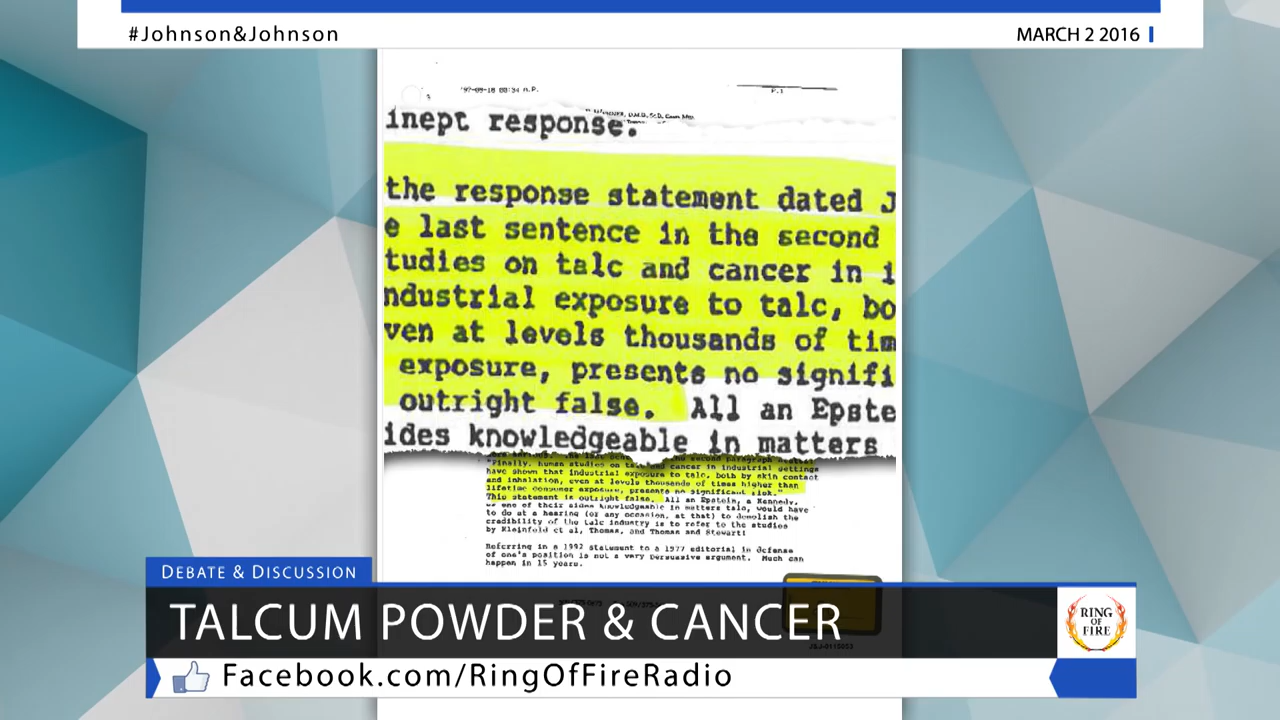 #Johnson&Johnson
MARCH 2 2016
'97-09-18 08:34 A.P.
P.1
inept response.
the response statement dated J
e last sentence in the second
tudies on talc and cancer in i
ndustrial exposure to talc, bo
ven at levels thousands of tim
exposure, presents no signifi
outright false. All an Epste
ides knowledgeable in matters
"Finally, human studies on cancer in industrial settings
have shown that industrial exposure to talc, both by skin contact
and inhalation, even at levels thousands of times higher than
lifetime consumer exposure, presents no significant risk."
This statement is outright false. All an Epstein, a Kennedy,
or one of their aides knowledgeable in matters talc, would have
to do at a hearing (or any occasion, at that) to demolish the
credibility of the talc industry is to refer to the studies
by Kleinfeld et al, Thomas, and Thomas and Stewart!
Referring in a 1992 statement to a 1977 editorial in defense
of one's position is not a very persuasive argument. Much can
happen in 15 years.
DEBATE & DISCUSSION
TALCUM POWDER & CANCER
RING
OF
FIRE
Facebook.com/RingOfFireRadio